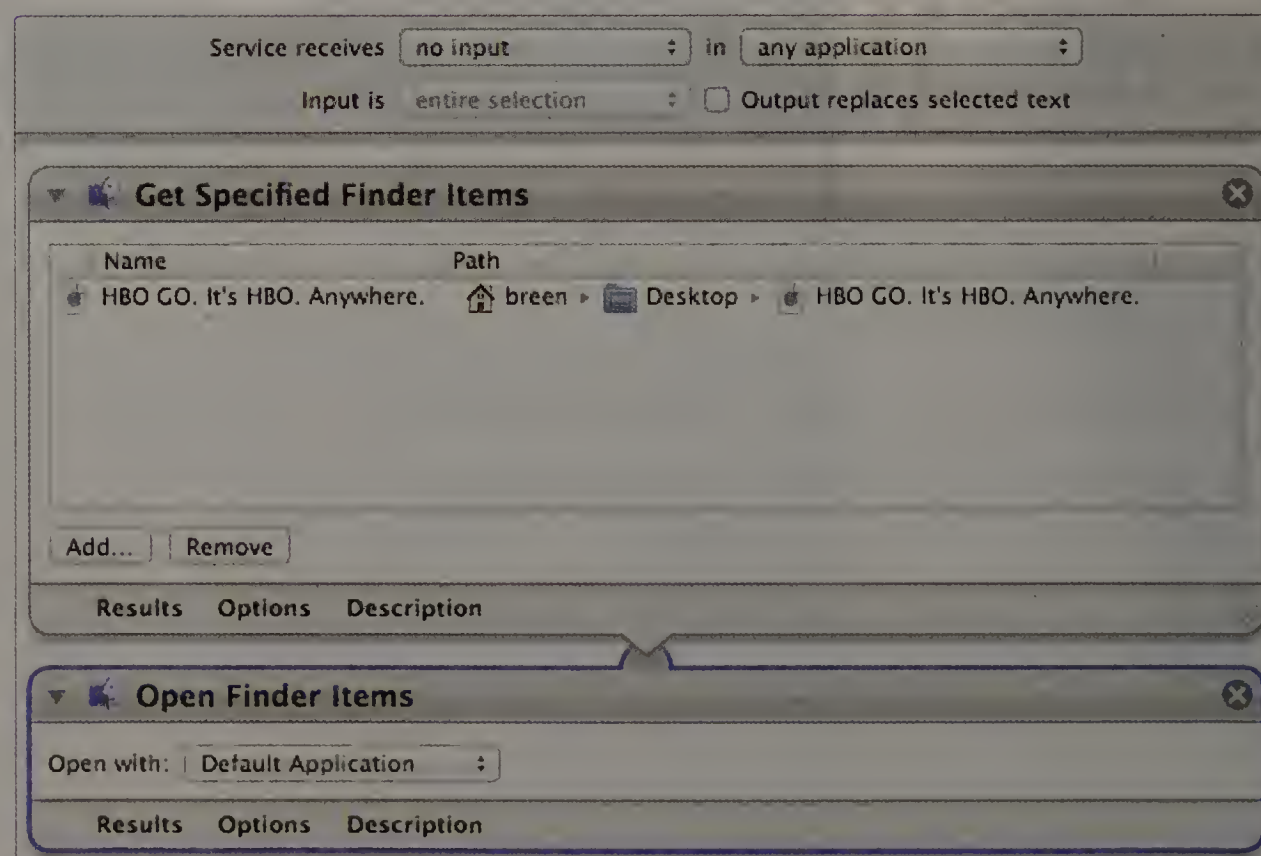 Service receives no input in any application
Input is entire selection Output replaces selected text
Get Specified Finder Items
Name Path
HBO GO. It's HBO. Anywhere. breen Desktop HBO GO. It's HBO. Anywhere.
Add... Remove
Results Options Description
Open Finder Items
Open with: Default Application
Results Options Description